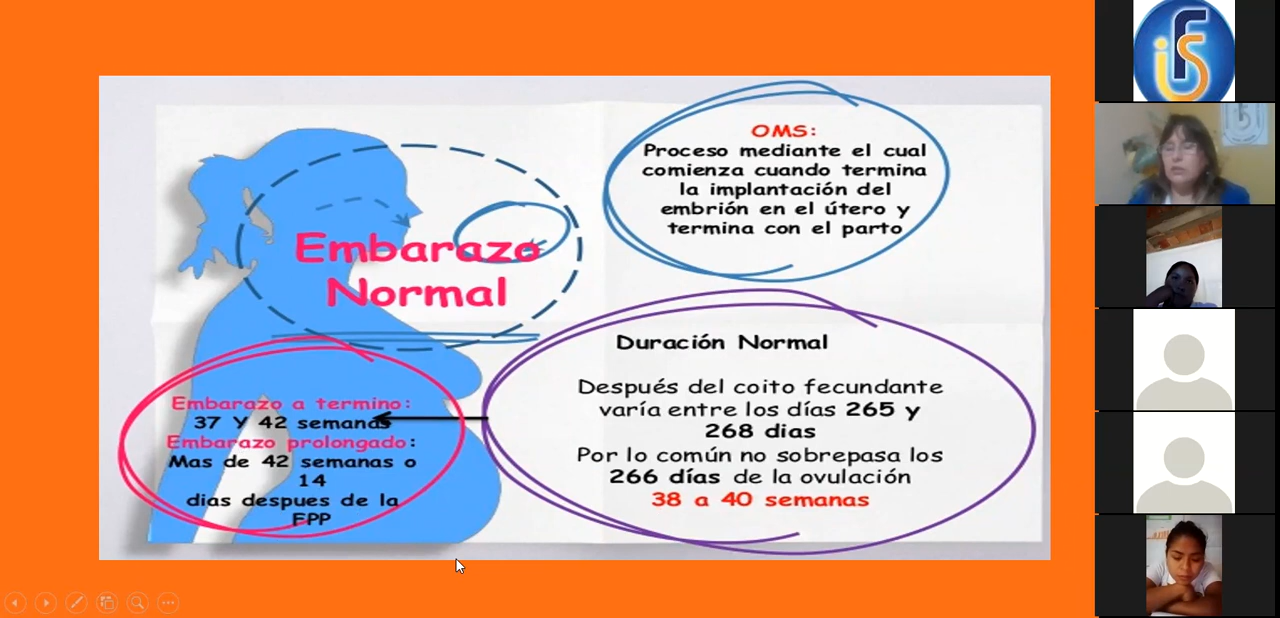 Embarazo
Normal
OMS:
Proceso mediante el cual
comienza cuando termina
la implantación del
embrión en el útero y
termina con el parto
Duración Normal
Después del coito fecundante
varía entre los días 265 y
268 dias
Por lo común no sobrepasa los
266 días de la ovulación
38 a 40 semanas
Embarazo a termino:
37 Y 42 semanas
Embarazo prolongado:
Mas de 42 semanas o
14
dias despues de la
FPP